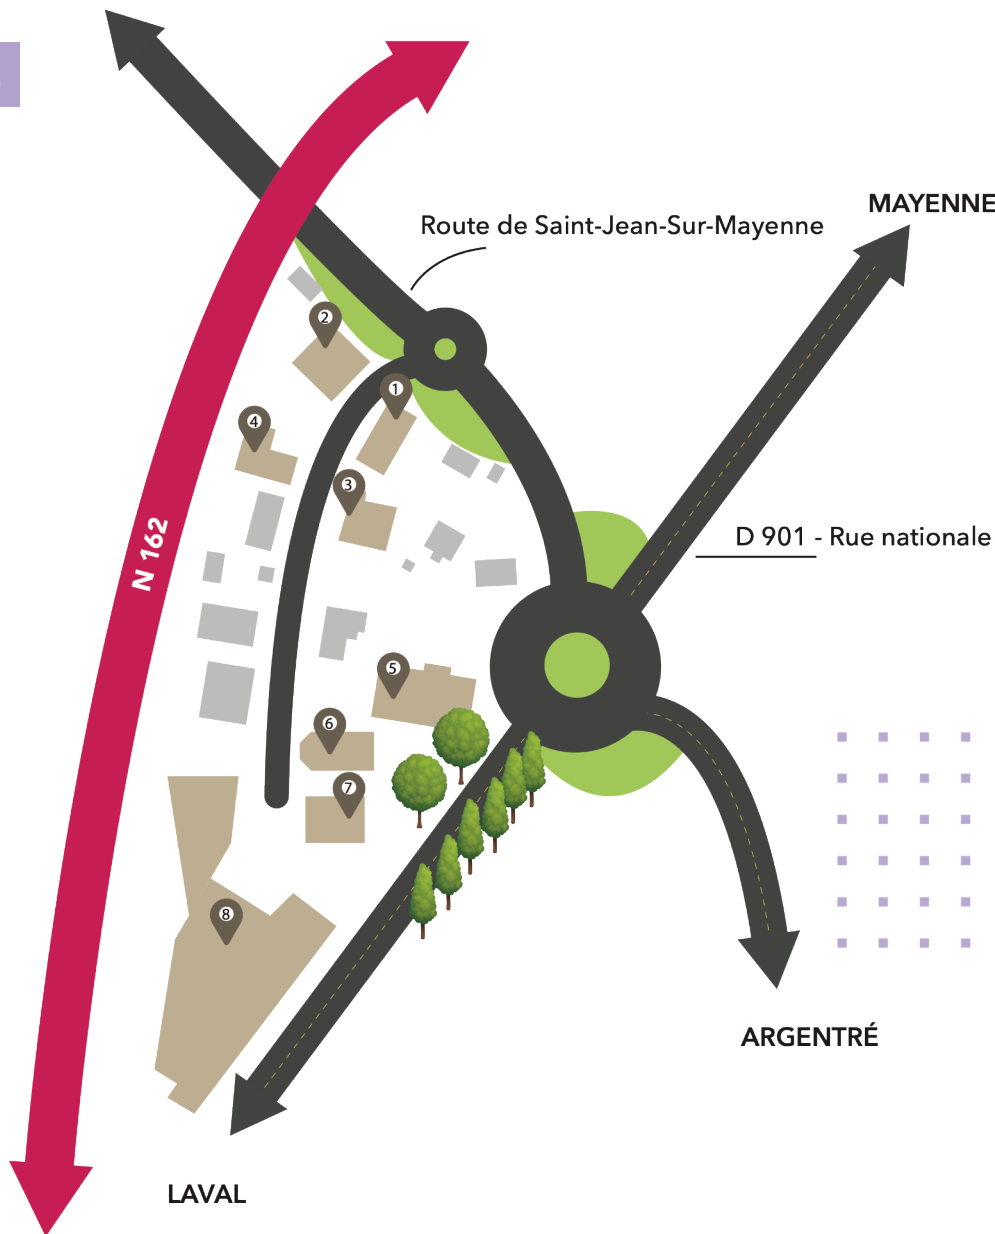 MAYENNE
Route de Saint-Jean-Sur-Mayenne
2
1
4
3
N 162
D 901 - Rue nationale
5
6
7
8
ARGENTRÉ
LAVAL